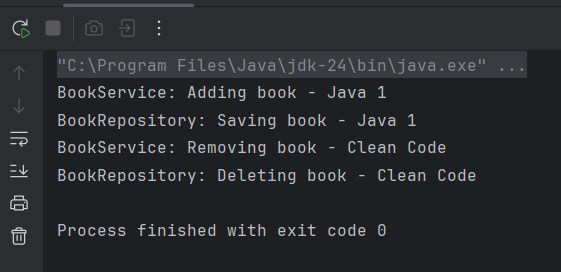 "C:\Program Files\Java\jdk-24\bin\java.exe" ...
BookService: Adding book - Java 1
BookRepository: Saving book - Java 1
BookService: Removing book - Clean Code
BookRepository: Deleting book - Clean Code
Process finished with exit code 0